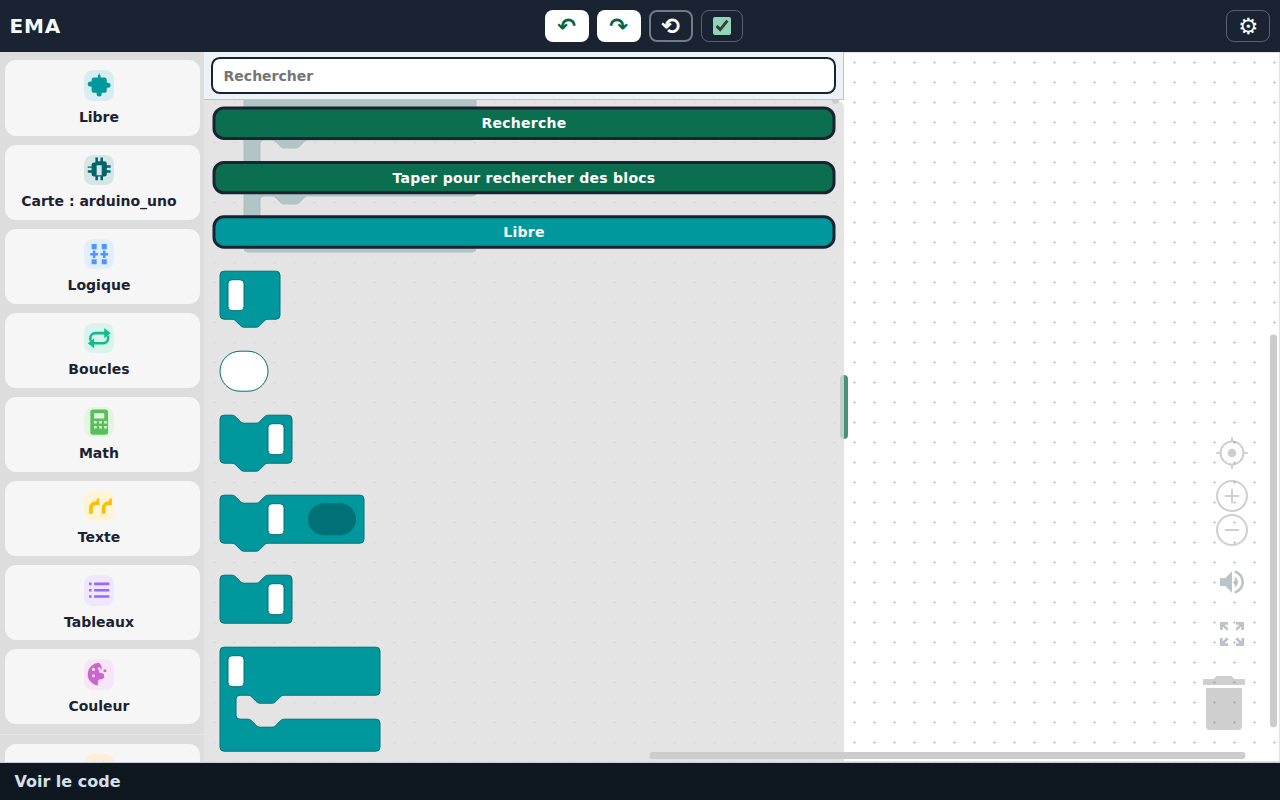 EMA
Rechercher
Libre
Carte : arduino_uno
Logique
Boucles
Math
Texte
Tableaux
Couleur
Recherche
Taper pour rechercher des blocs
Libre
Voir le code